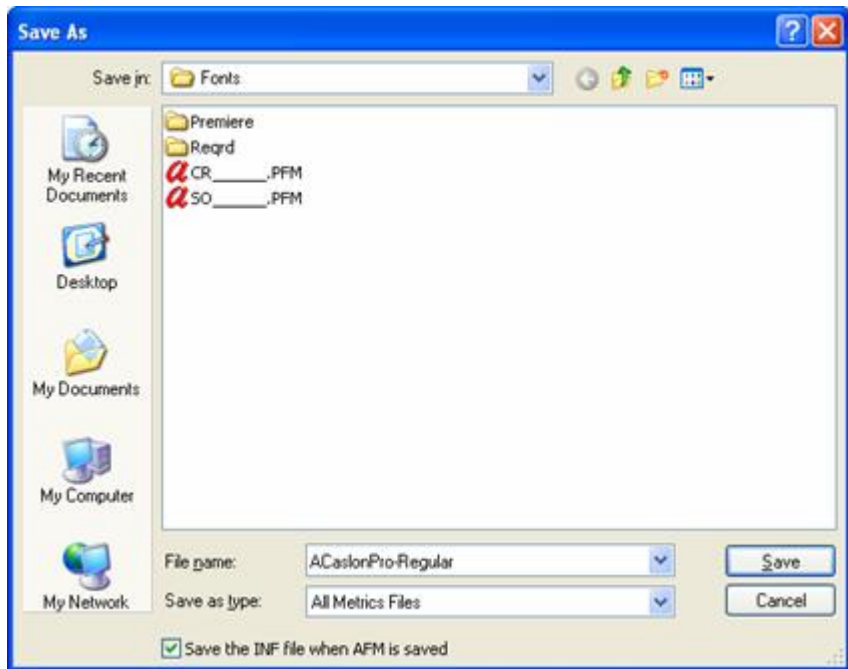 Save As
Save in: Fonts
Premiere
Reqrd
CR______.PFM
SO______.PFM
My Recent
Documents
Desktop
My Documents
My Computer
My Network
File name: ACaslonPro-Regular Save
Save as type: All Metrics Files Cancel
Save the INF file when AFM is saved